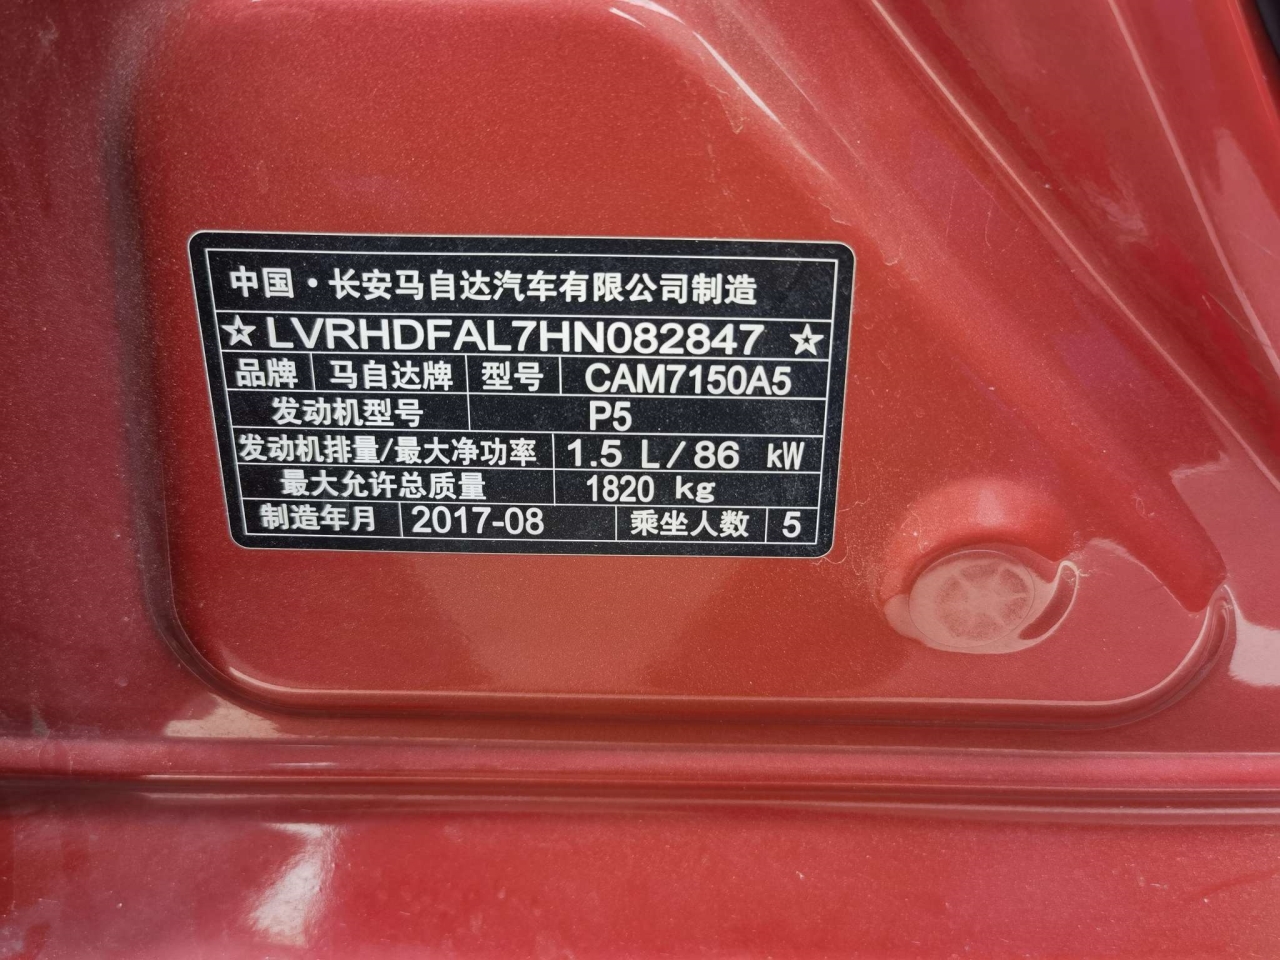 中国·长安马自达汽车有限公司制造
☆LVRHDFAL7HN082847☆
品牌 马自达牌 型号 CAM7150A5
发动机型号 P5
发动机排量/最大净功率 1.5 L/86 kW
最大允许总质量 1820 kg
制造年月 2017-08 乘坐人数 5